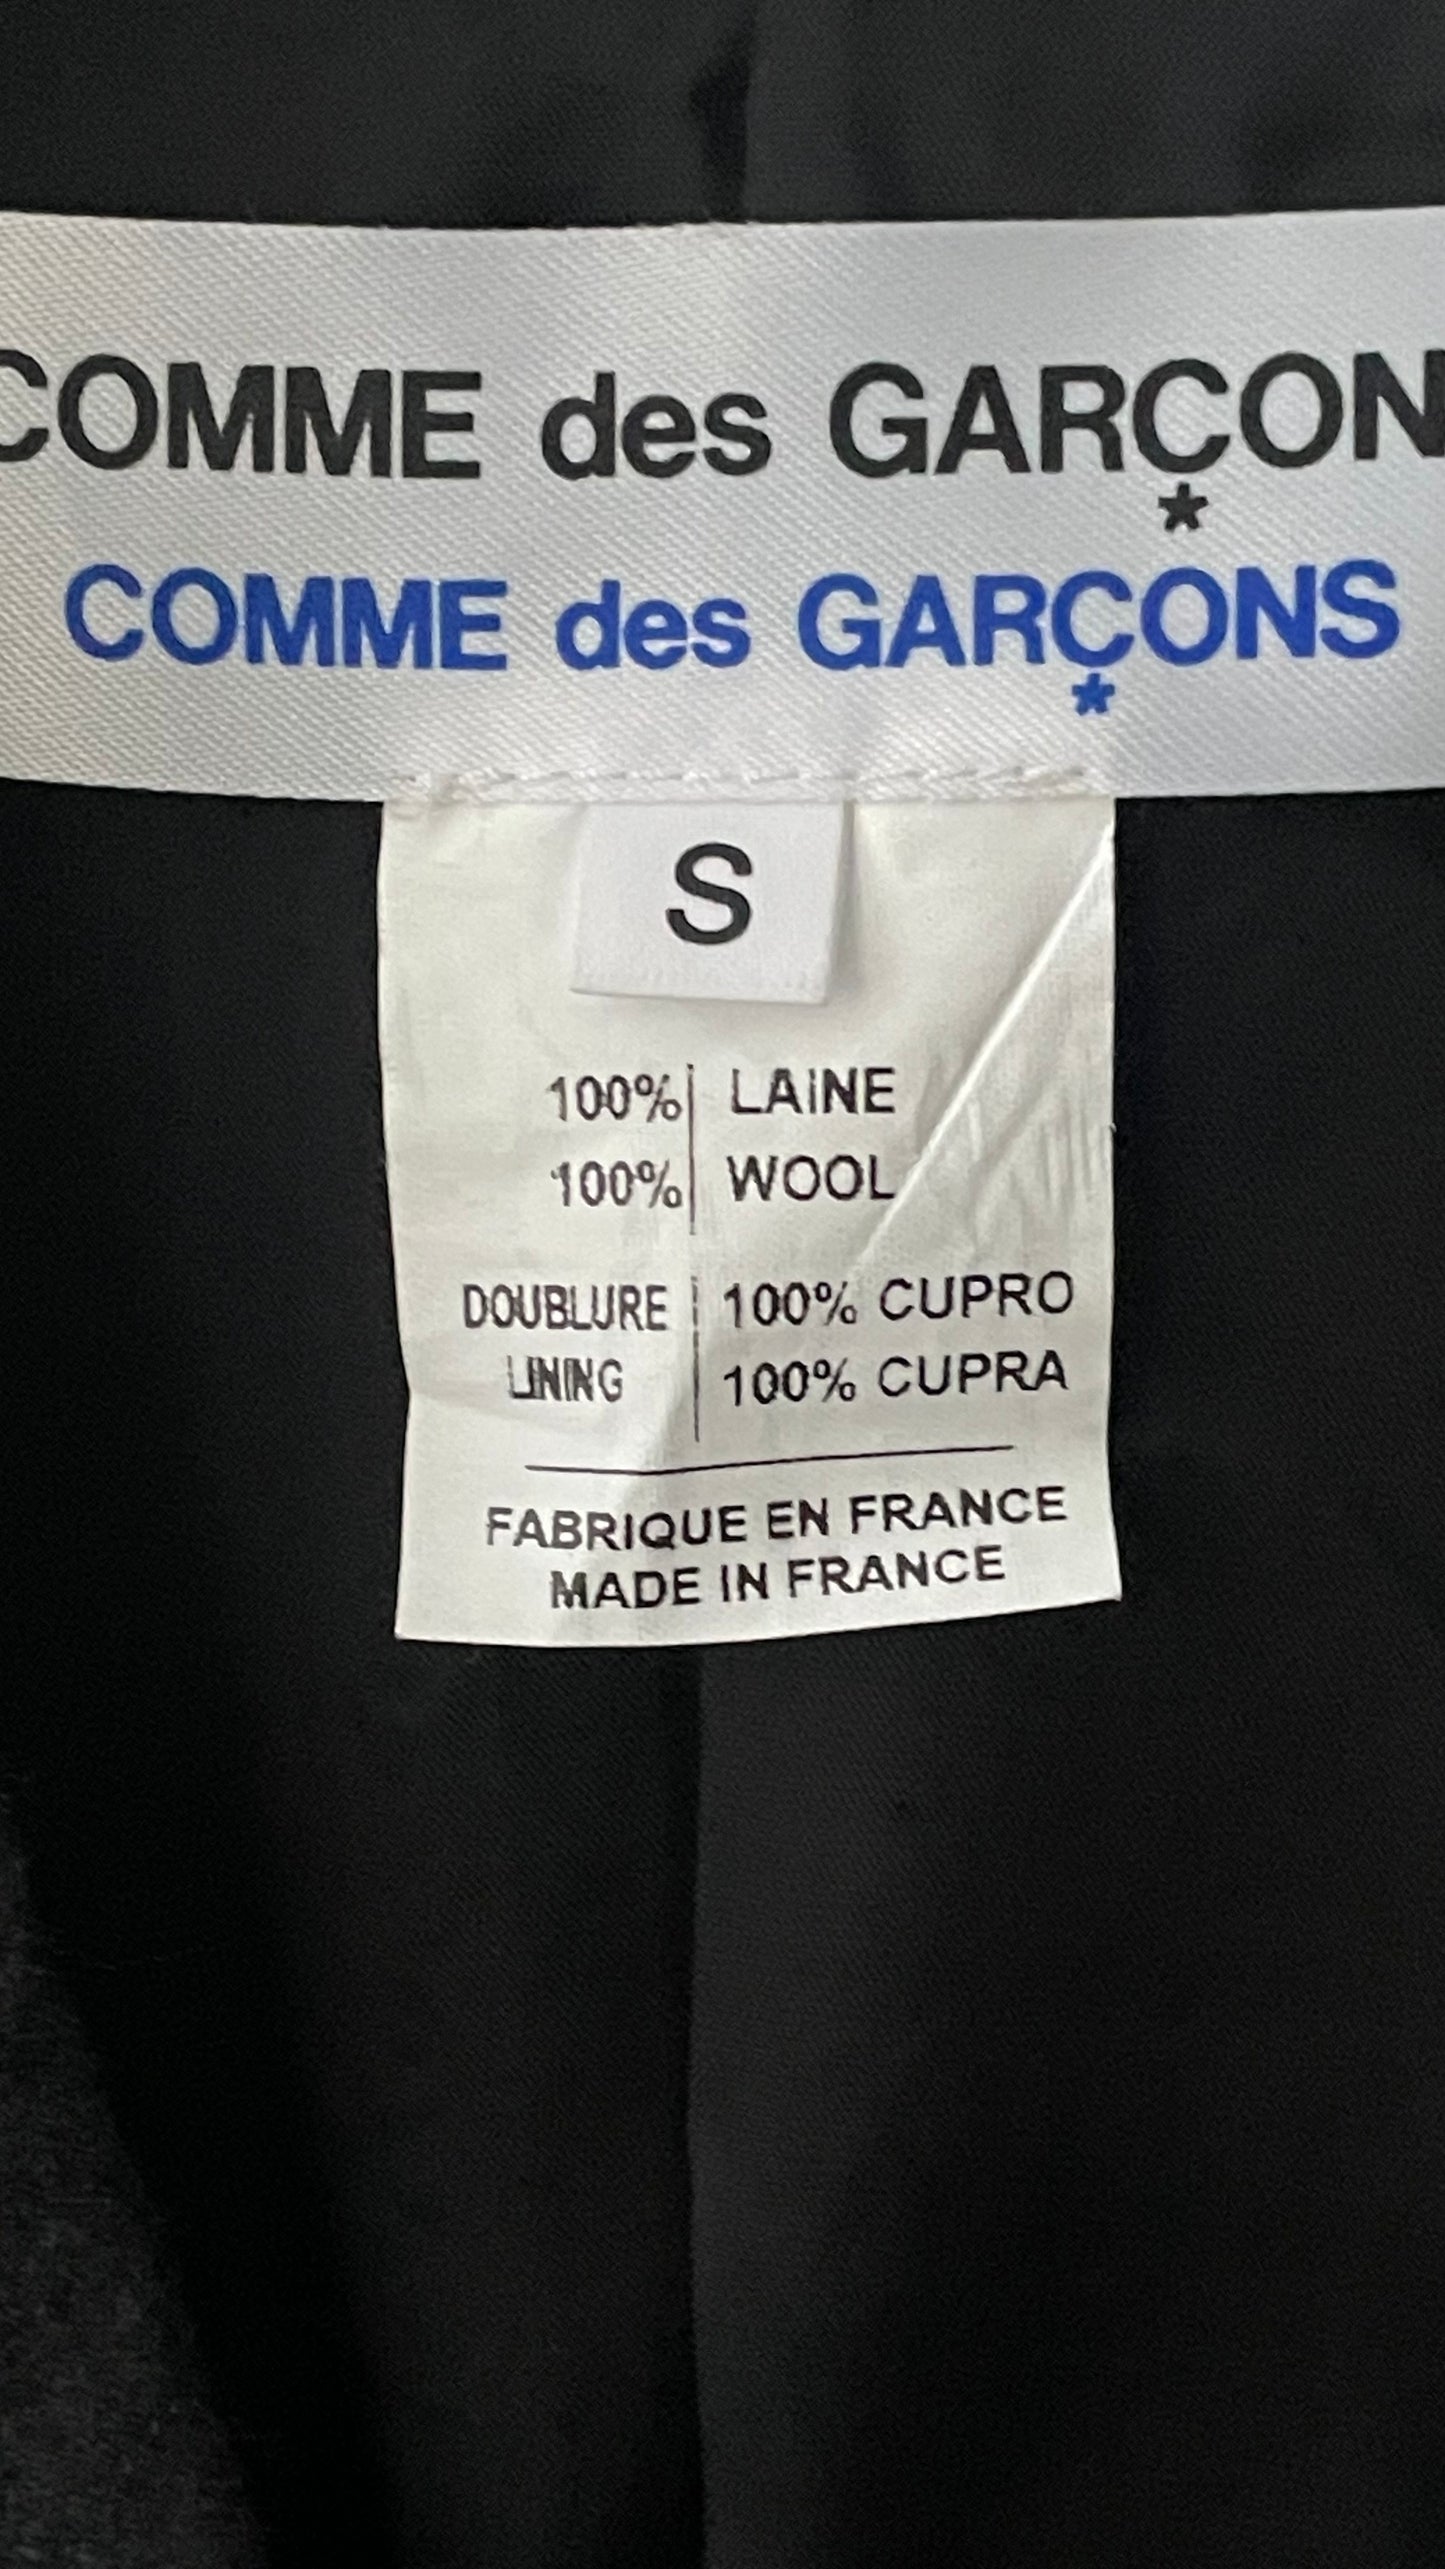 COMME des GARÇON
COMME des GARÇONS
S
100% LAINE
100% WOOL
DOUBLURE 100% CUPRO
LINING 100% CUPRA
FABRIQUE EN FRANCE
MADE IN FRANCE